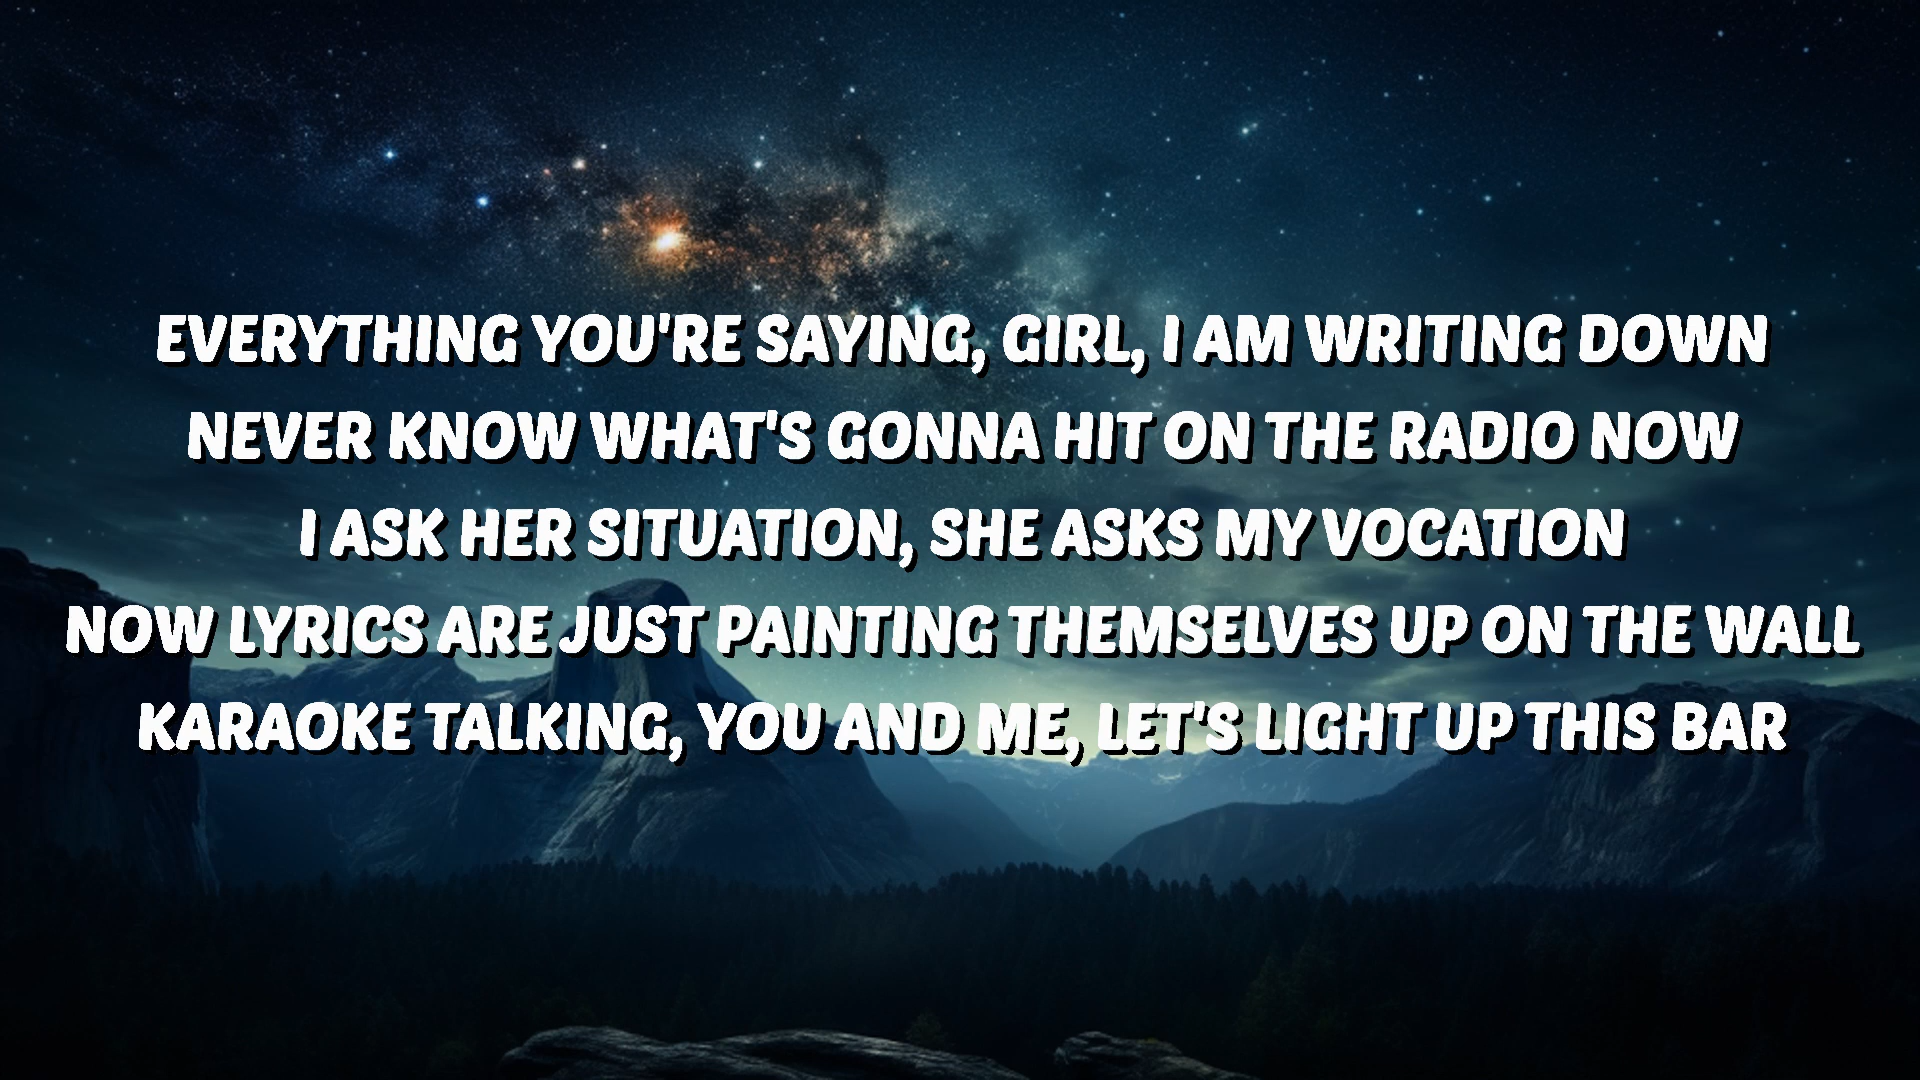 EVERYTHING YOU'RE SAYING, GIRL, I AM WRITING DOWN
NEVER KNOW WHAT'S GONNA HIT ON THE RADIO NOW
I ASK HER SITUATION, SHE ASKS MY VOCATION
NOW LYRICS ARE JUST PAINTING THEMSELVES UP ON THE WALL
KARAOKE TALKING, YOU AND ME, LET'S LIGHT UP THIS BAR